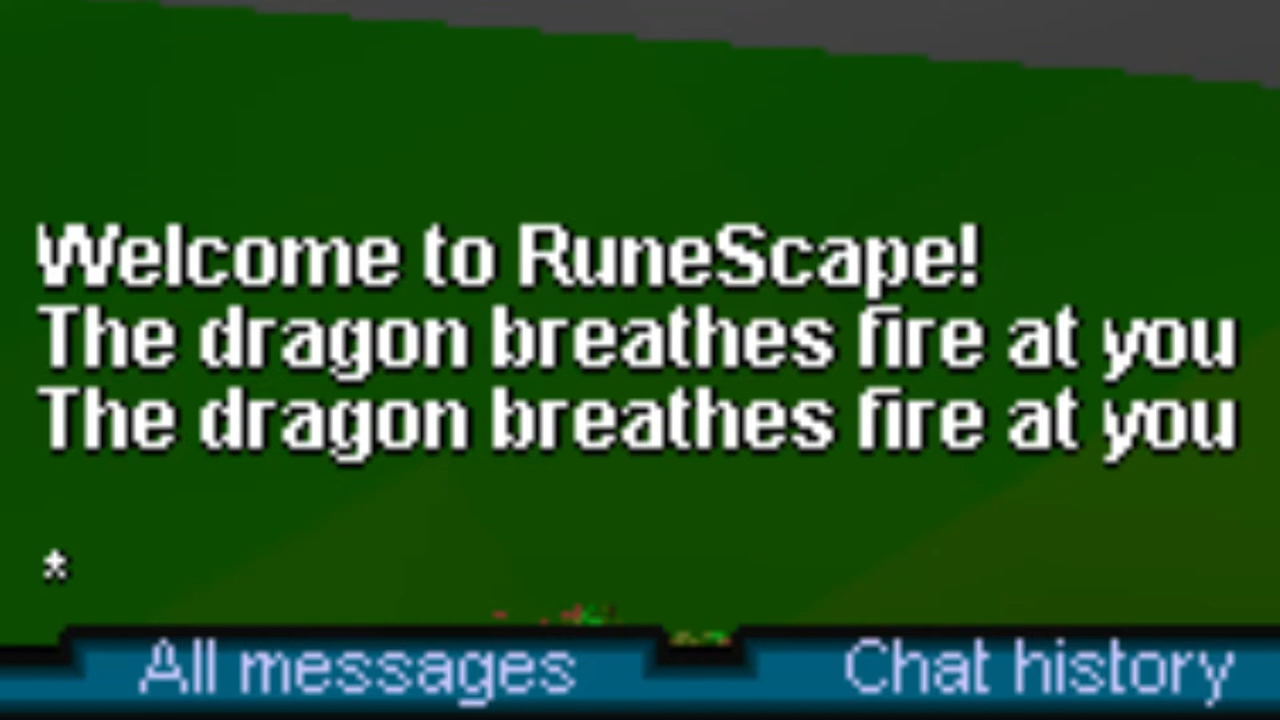 Welcome to RuneScape!
The dragon breathes fire at you
The dragon breathes fire at you
*
All messages
Chat history